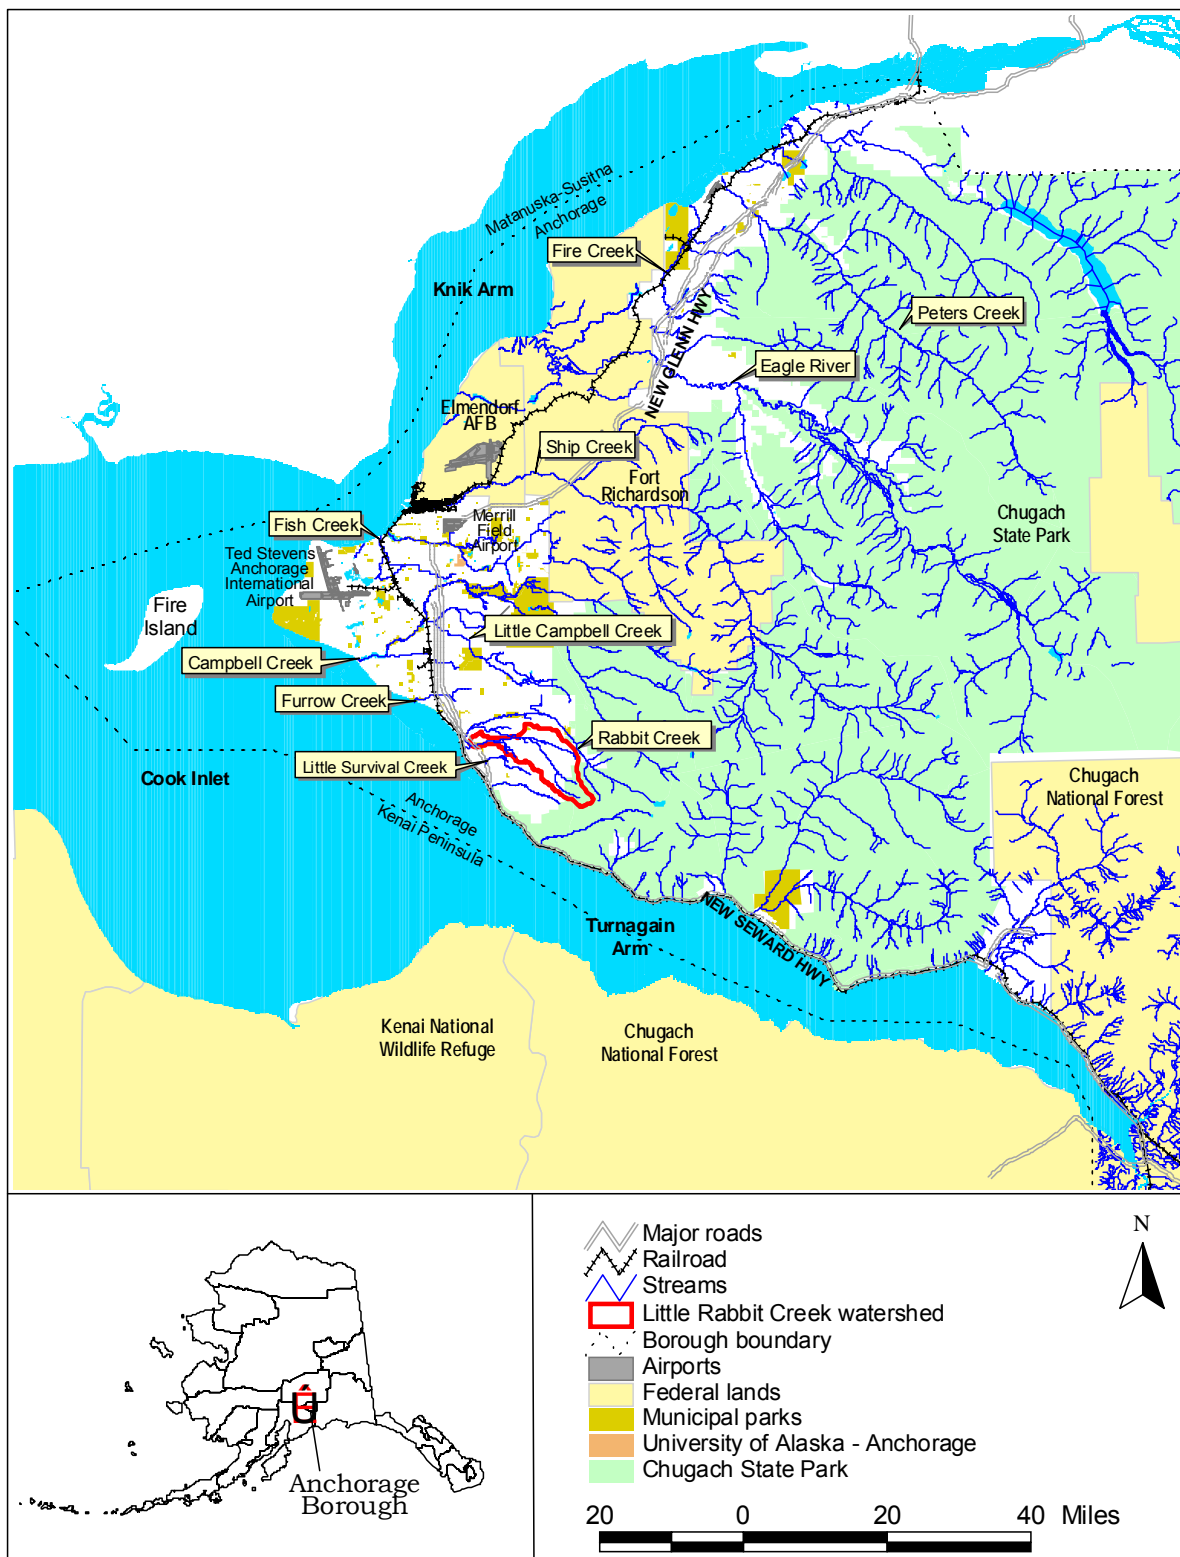 Matanuska-Susitna
Anchorage
Fire Creek
Knik Arm
NEW GLENN HWY
Peters Creek
Eagle River
Elmendorf
AFB
Ship Creek
Fort
Richardson
Chugach
State Park
Fish Creek
Merrill
Field
Airport
Ted Stevens
Anchorage
International
Airport
Fire
Island
Little Campbell Creek
Campbell Creek
Furrow Creek
Rabbit Creek
Little Survival Creek
Cook Inlet
Anchorage
Kenai Peninsula
Chugach
National Forest
Turnagain
Arm
NEW SEWARD HWY
Kenai National
Wildlife Refuge
Chugach
National Forest
Anchorage
Borough
Major roads
Railroad
Streams
Little Rabbit Creek watershed
Borough boundary
Airports
Federal lands
Municipal parks
University of Alaska - Anchorage
Chugach State Park
N
20 0 20 40 Miles